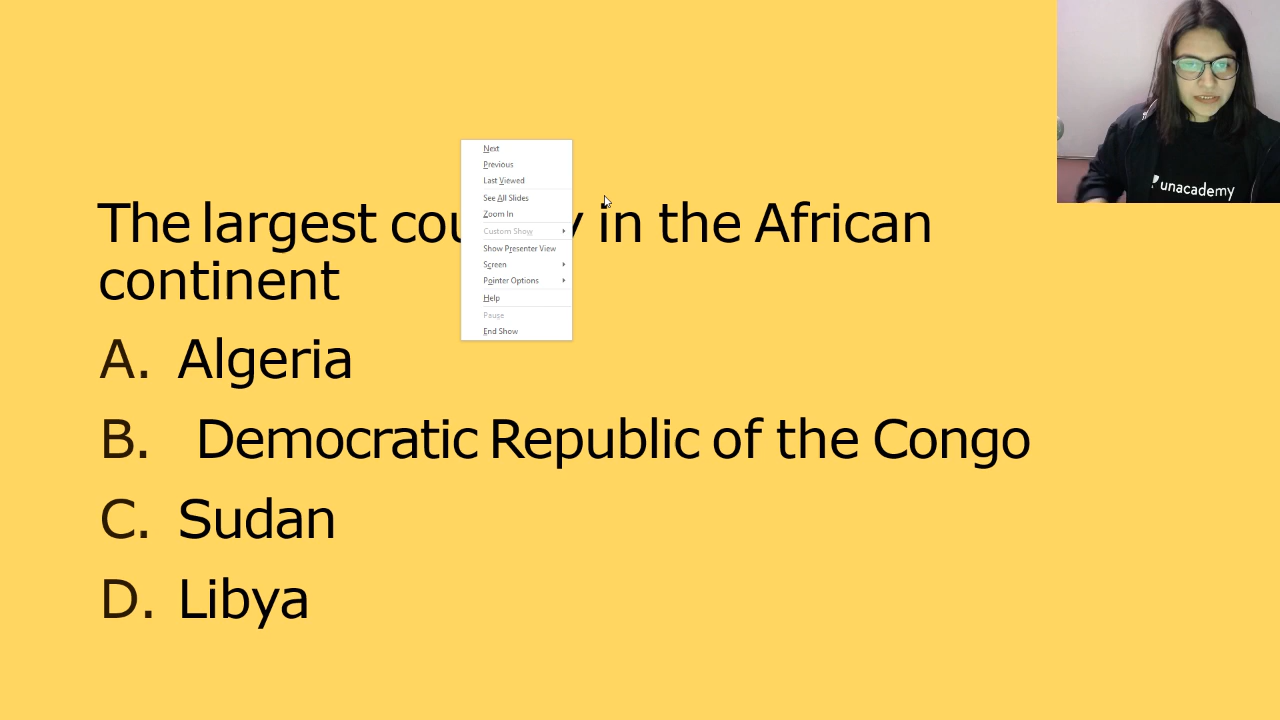 The largest cou y in the African
continent
A. Algeria
B. Democratic Republic of the Congo
C. Sudan
D. Libya
Next
Previous
Last Viewed
See All Slides
Zoom In
Custom Show
Show Presenter View
Screen
Pointer Options
Help
Pause
End Show
unacademy